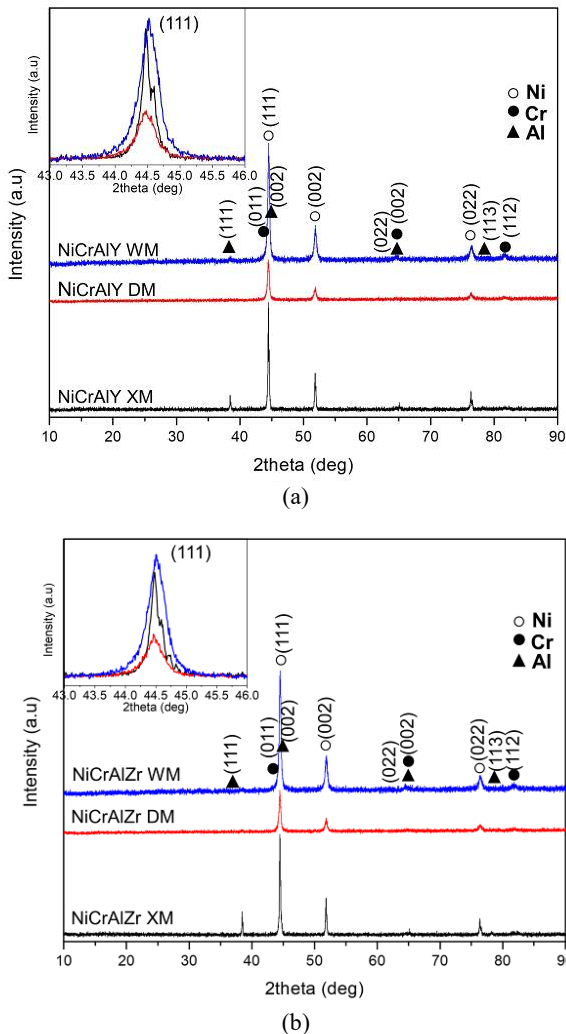 (111)
Intensity (a.u)
43.0 43.5 44.0 44.5 45.0 45.5 46.0
2theta (deg)
○ Ni
● Cr
▲ Al
Intensity (a.u)
(111)
(011)
(111)
(002)
(002)
(022)
(002)
(022)
(113)
(112)
NiCrAlY WM
NiCrAlY DM
NiCrAlY XM
10 20 30 40 50 60 70 80 90
2theta (deg)
(a)
(111)
Intensity (a.u)
43.0 43.5 44.0 44.5 45.0 45.5 46.0
2theta (deg)
○ Ni
● Cr
▲ Al
Intensity (a.u)
(111)
(011)
(111)
(002)
(002)
(022)
(002)
(022)
(113)
(112)
NiCrAlZr WM
NiCrAlZr DM
NiCrAlZr XM
10 20 30 40 50 60 70 80 90
2theta (deg)
(b)